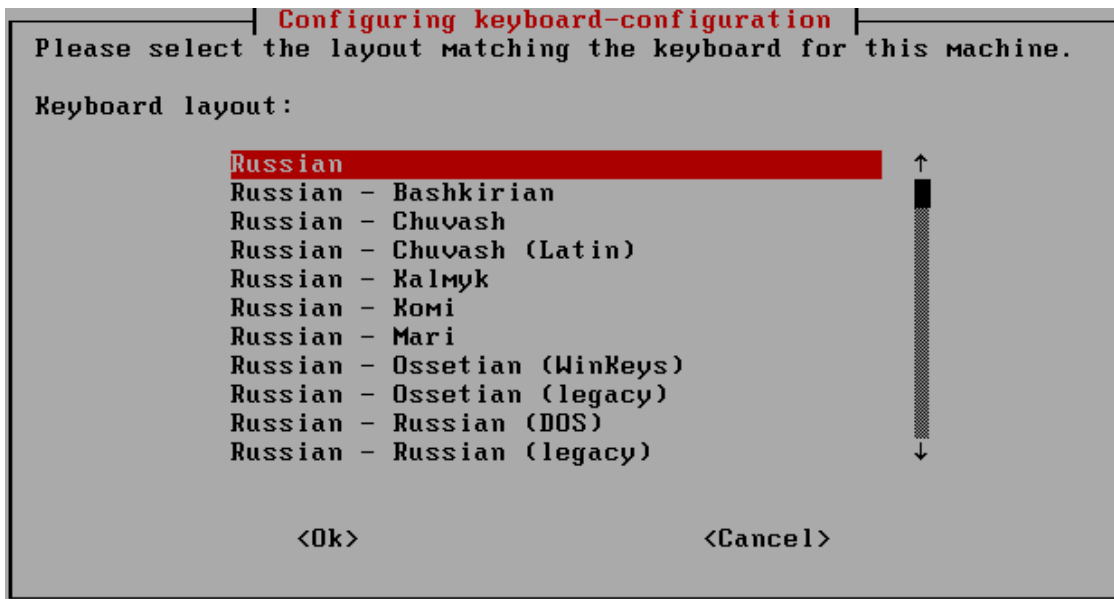 Configuring keyboard-configuration
Please select the layout matching the keyboard for this machine.
Keyboard layout:
Russian
Russian - Bashkirian
Russian - Chuvash
Russian - Chuvash (Latin)
Russian - Kalmyk
Russian - Komi
Russian - Mari
Russian - Ossetian (WinKeys)
Russian - Ossetian (legacy)
Russian - Russian (DOS)
Russian - Russian (legacy)
<Ok> <Cancel>